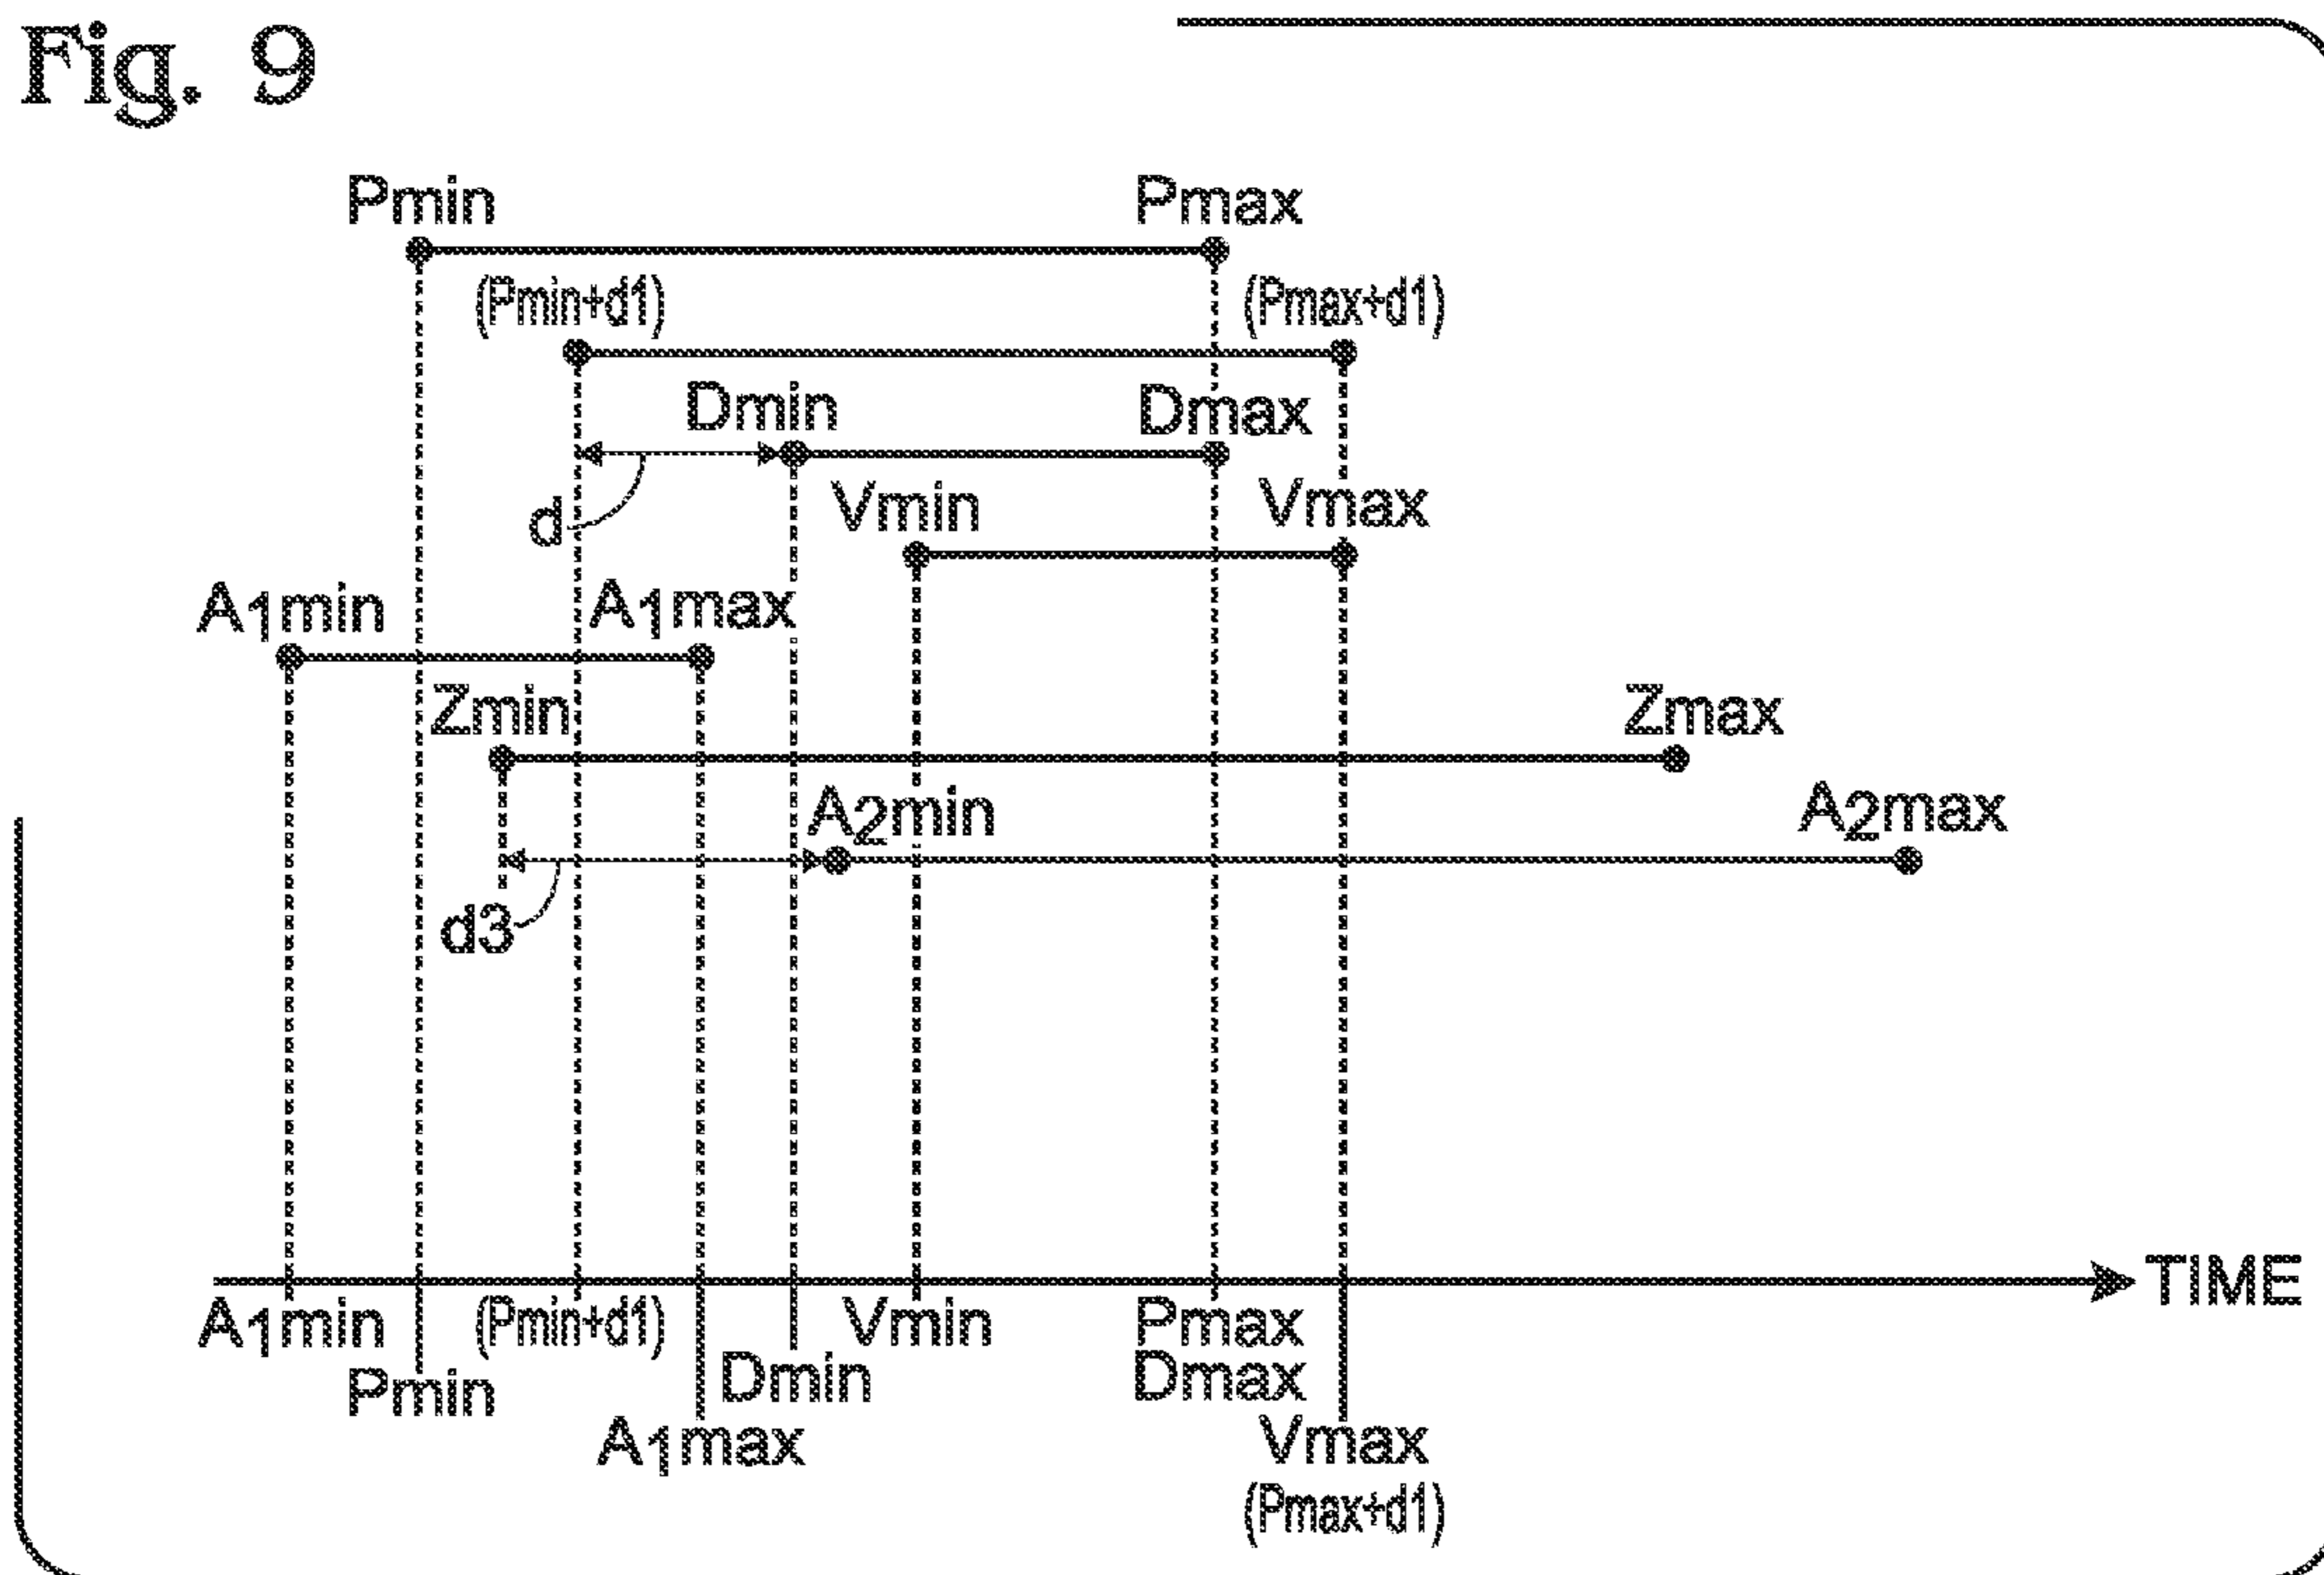 Fig. 9
Pmin Pmax
(Pmin+d1) (Pmax+d1)
Dmin Dmax
d Vmin Vmax
A1min A1max
Zmin Zmax
A2min A2max
d3
TIME
A1min (Pmin+d1) Vmin Pmax
Pmin Dmin Dmax
A1max Vmax
(Pmax+d1)